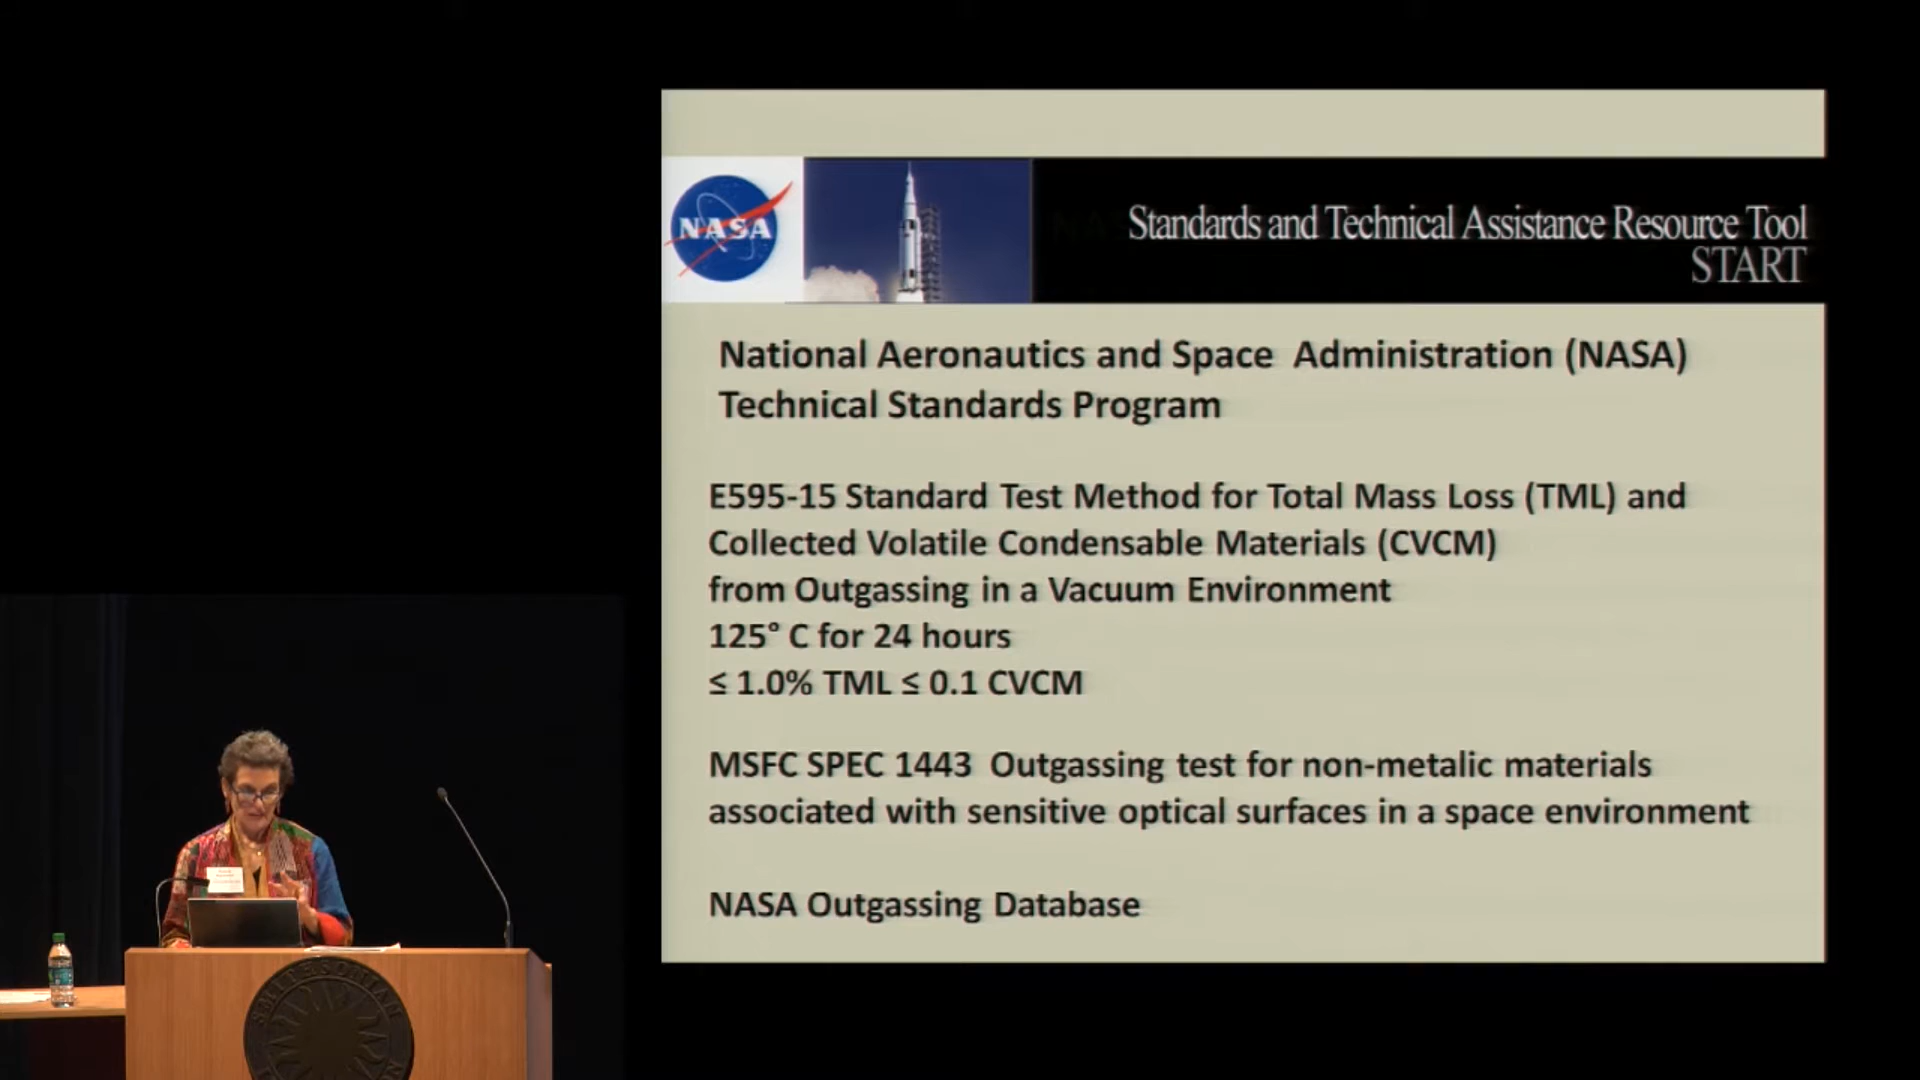 NASA
Standards and Technical Assistance Resource Tool
START
National Aeronautics and Space Administration (NASA)
Technical Standards Program
E595-15 Standard Test Method for Total Mass Loss (TML) and
Collected Volatile Condensable Materials (CVCM)
from Outgassing in a Vacuum Environment
125° C for 24 hours
≤ 1.0% TML ≤ 0.1 CVCM
MSFC SPEC 1443 Outgassing test for non-metalic materials
associated with sensitive optical surfaces in a space environment
NASA Outgassing Database
SMITHSONIAN